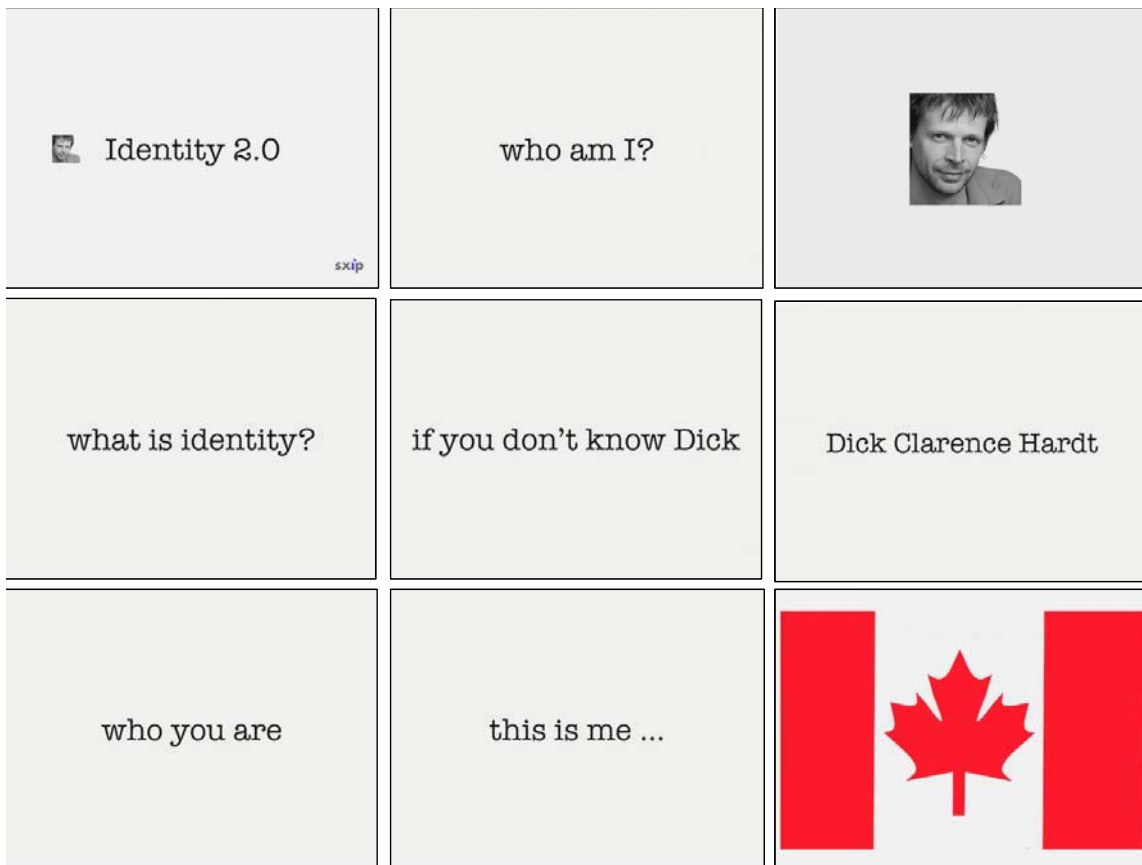 Identity 2.0
sxip
who am I?
what is identity?
if you don't know Dick
Dick Clarence Hardt
who you are
this is me ...